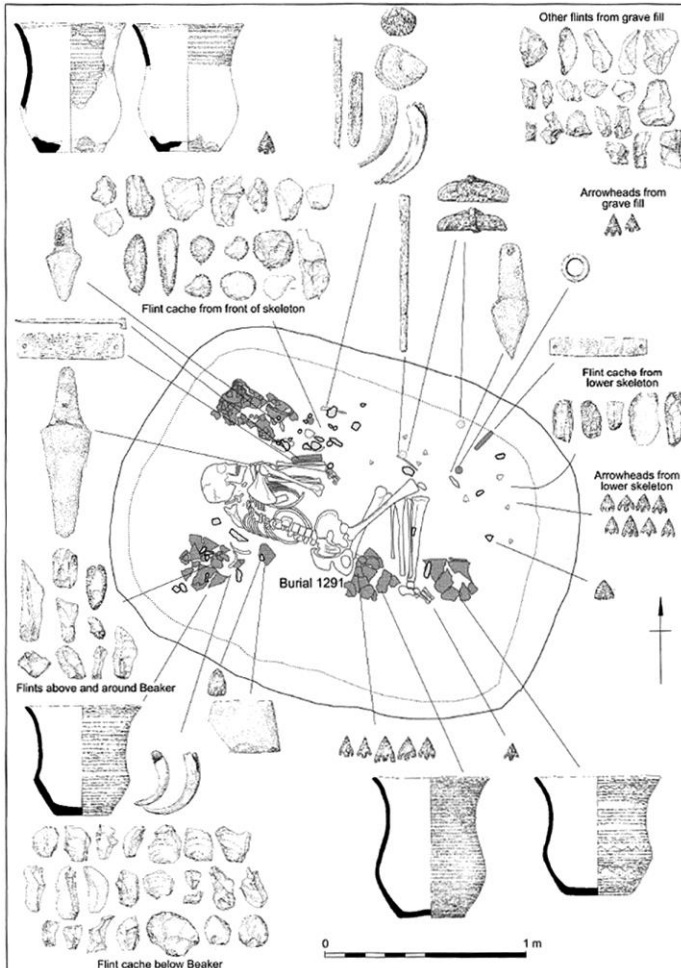 Other flints from grave fill
Arrowheads from
grave fill
Flint cache from front of skeleton
Flint cache from
lower skeleton
Arrowheads from
lower skeleton
Burial 1291
Flints above and around Beaker
Flint cache below Beaker
0
1 m